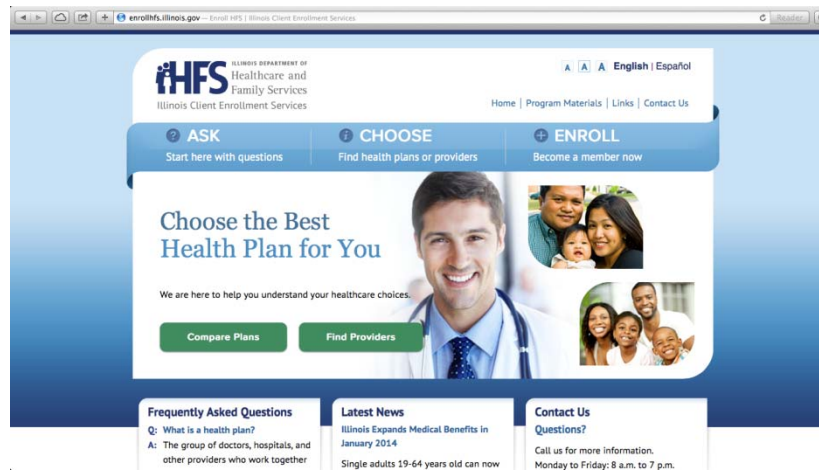 enrollhfs.illinois.gov — Enroll HFS | Illinois Client Enrollment Services
Reader
iHFS
ILLINOIS DEPARTMENT OF
Healthcare and
Family Services
Illinois Client Enrollment Services
A A A English | Español
Home | Program Materials | Links | Contact Us
ASK
Start here with questions
CHOOSE
Find health plans or providers
ENROLL
Become a member now
Choose the Best
Health Plan for You
We are here to help you understand your healthcare choices.
Compare Plans
Find Providers
Frequently Asked Questions
Q: What is a health plan?
A: The group of doctors, hospitals, and
other providers who work together
Latest News
Illinois Expands Medical Benefits in
January 2014
Single adults 19-64 years old can now
Contact Us
Questions?
Call us for more information.
Monday to Friday: 8 a.m. to 7 p.m.